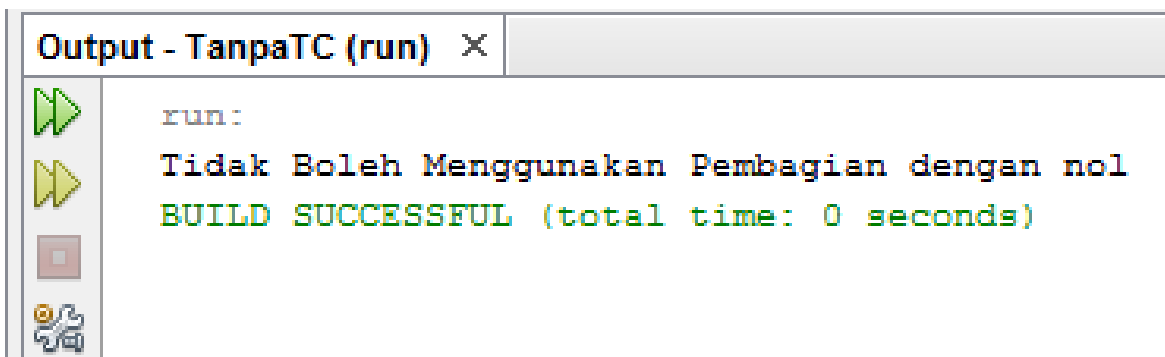 Output - TanpaTC (run)
run:
Tidak Boleh Menggunakan Pembagian dengan nol
BUILD SUCCESSFUL (total time: 0 seconds)